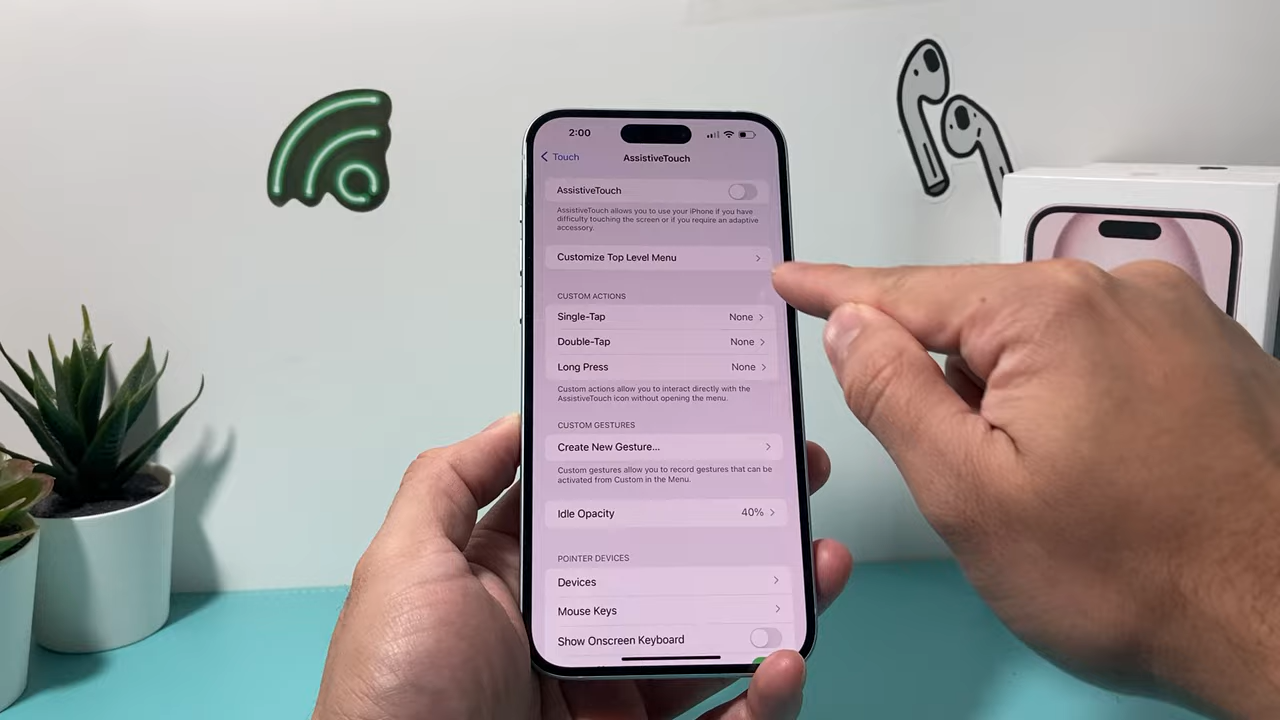 2:00
Touch
AssistiveTouch
AssistiveTouch
AssistiveTouch allows you to use your iPhone if you have
difficulty touching the screen or if you require an adaptive
accessory.
Customize Top Level Menu
CUSTOM ACTIONS
Single-Tap None
Double-Tap None
Long Press None
Custom actions allow you to interact directly with the
AssistiveTouch icon without opening the menu.
CUSTOM GESTURES
Create New Gesture...
Custom gestures allow you to record gestures that can be
activated from Custom in the Menu.
Idle Opacity 40%
POINTER DEVICES
Devices
Mouse Keys
Show Onscreen Keyboard